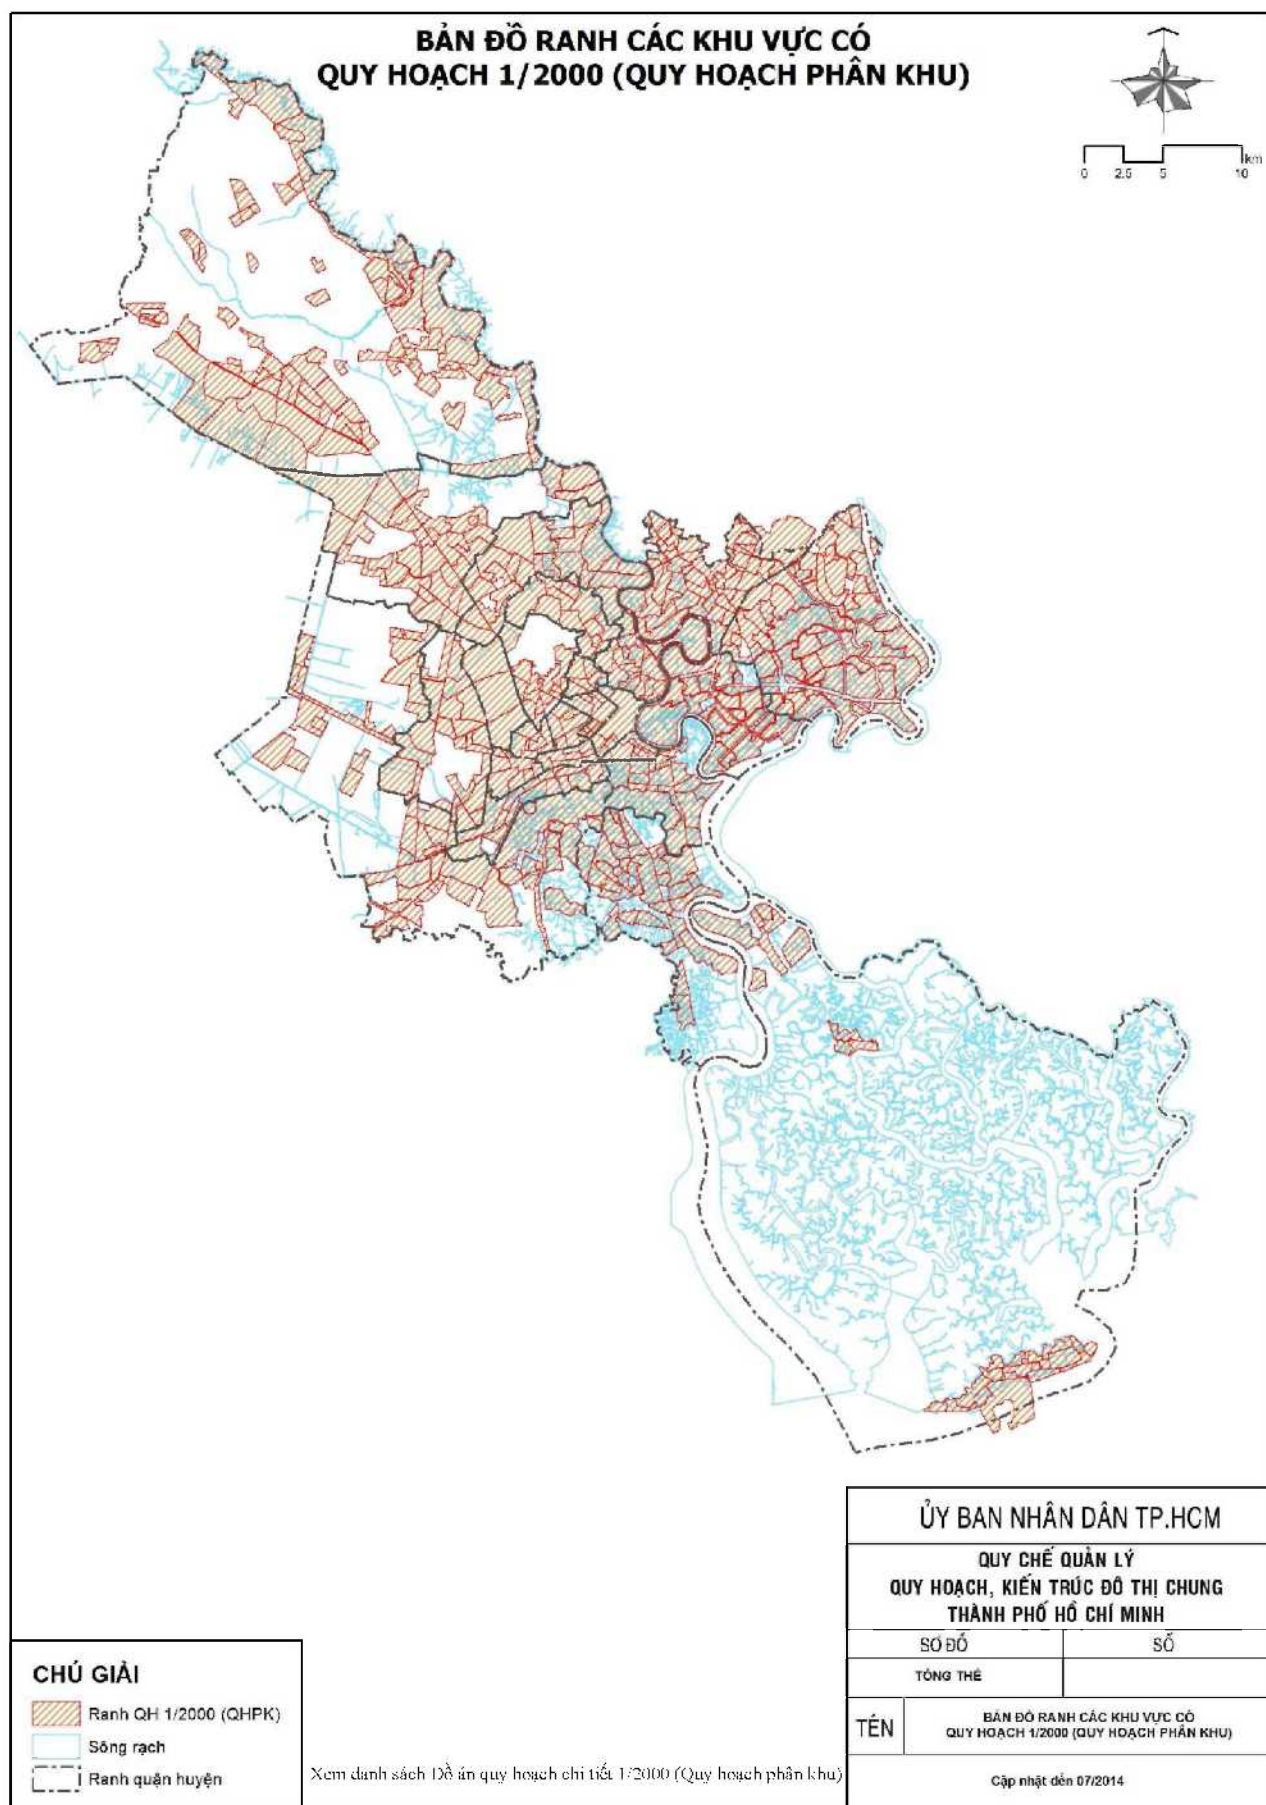 BẢN ĐỒ RANH CÁC KHU VỰC CÓ
QUY HOẠCH 1/2000 (QUY HOẠCH PHÂN KHU)
km
0 2.5 5 10
ỦY BAN NHÂN DÂN TP.HCM
QUY CHẾ QUẢN LÝ
QUY HOẠCH, KIẾN TRÚC ĐÔ THỊ CHUNG
THÀNH PHỐ HỒ CHÍ MINH
SƠ ĐỒ SỐ
TỔNG THỂ
TÊN
BẢN ĐỒ RANH CÁC KHU VỰC CÓ
QUY HOẠCH 1/2000 (QUY HOẠCH PHÂN KHU)
Cập nhật đến 07/2014
CHÚ GIẢI
Ranh QH 1/2000 (QHPK)
Sông rạch
Ranh quận huyện
Xem danh sách Đồ án quy hoạch chi tiết 1/2000 (Quy hoạch phân khu)